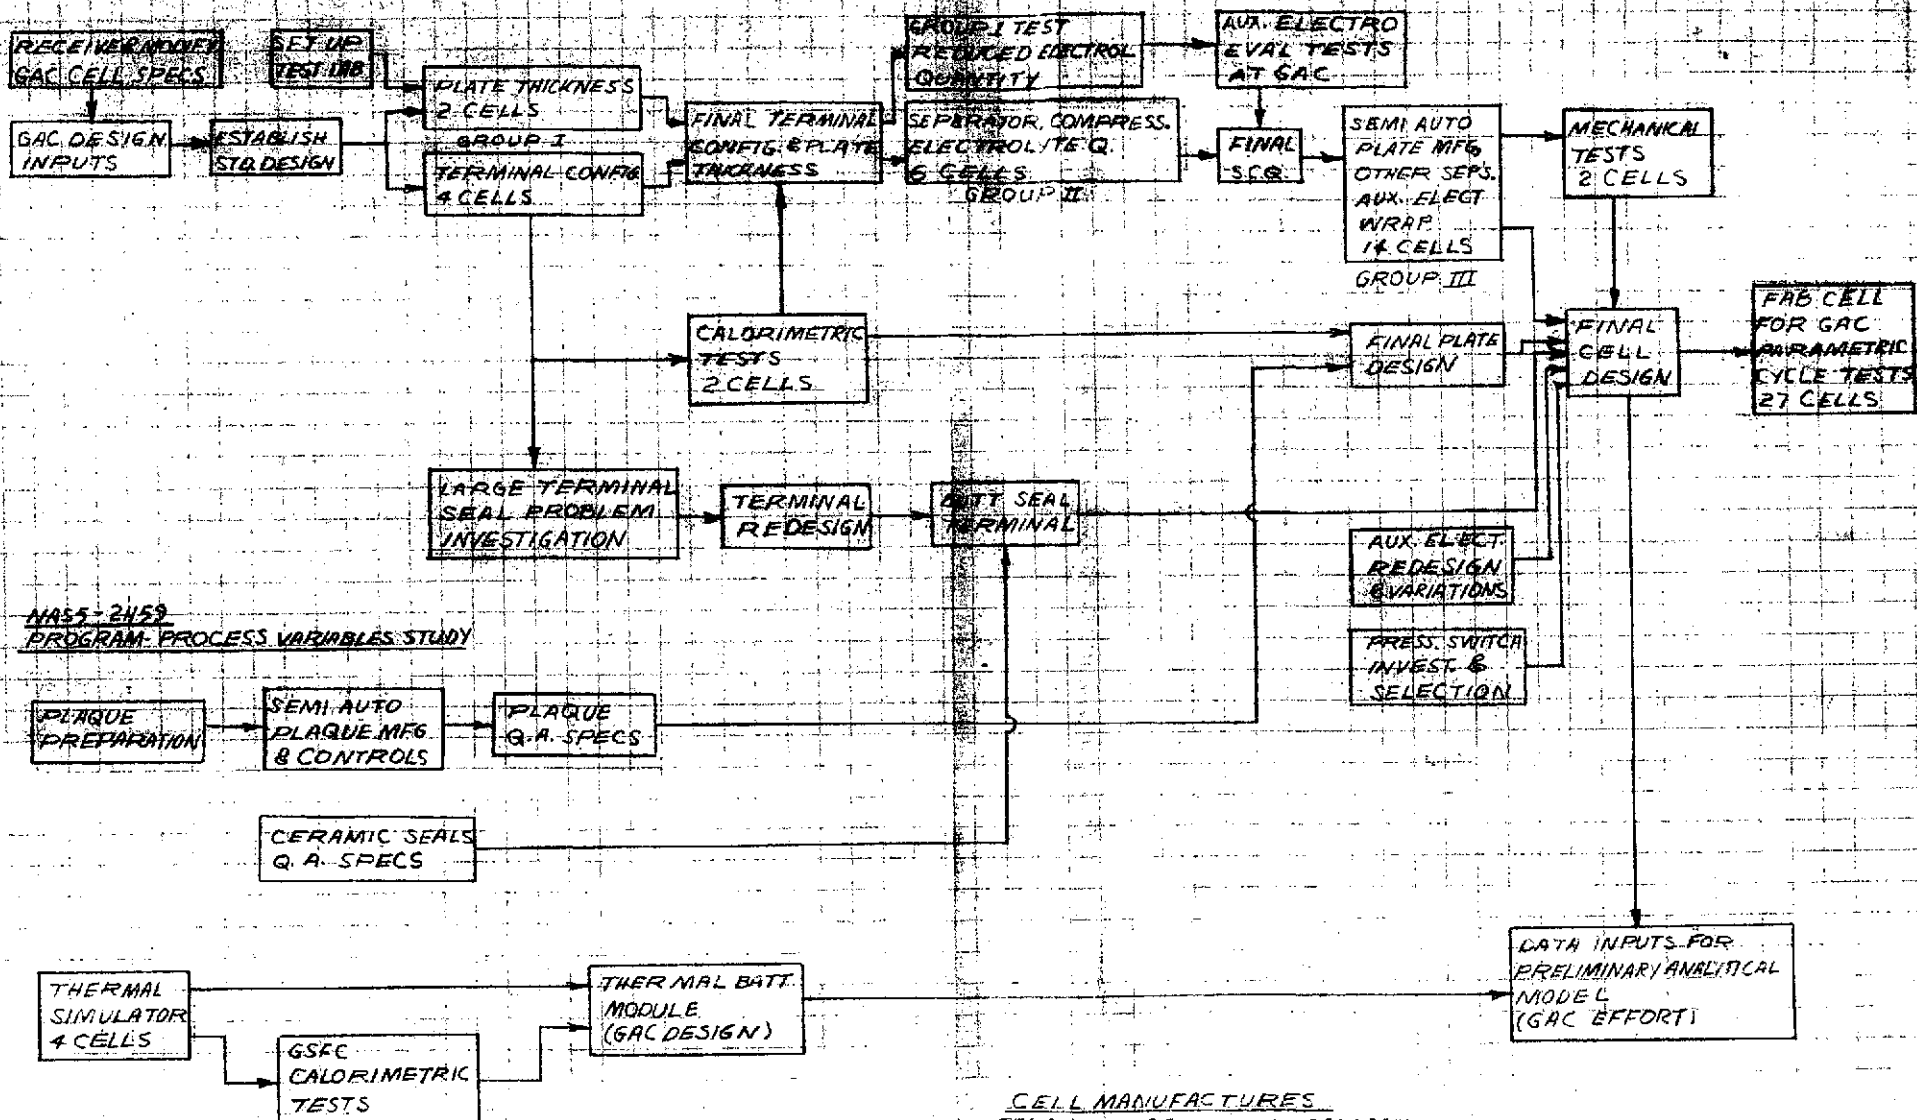 RECEIVE & MODIFY
GAC CELL SPECS
SET UP
TEST LAB
GAC DESIGN
INPUTS
ESTABLISH
STD. DESIGN
PLATE THICKNESS
2 CELLS
GROUP I
TERMINAL CONFIG.
4 CELLS
FINAL TERMINAL
CONFIG. & PLATE
THICKNESS
GROUP I TEST
REDUCED ELECTROL
QUANTITY
SEPERATOR, COMPRESS.
ELECTROLYTE Q.
6 CELLS
GROUP II
AUX. ELECTRO
EVAL TESTS
AT GAC
FINAL
S.C.Q.
SEMI AUTO
PLATE MFG
OTHER SEPS.
AUX. ELECT
WRAP.
14 CELLS
GROUP III
MECHANICAL
TESTS
2 CELLS
CALORIMETRIC
TESTS
2 CELLS
FINAL PLATE
DESIGN
FINAL
CELL
DESIGN
FAB CELL
FOR GAC
PARAMETRIC
CYCLE TESTS
27 CELLS
LARGE TERMINAL
SEAL PROBLEM
INVESTIGATION
TERMINAL
REDESIGN
BUTT SEAL
TERMINAL
AUX. ELECT.
REDESIGN
6 VARIATIONS
PRESS. SWITCH
INVEST. &
SELECTION
NAS5-2459
PROGRAM-PROCESS VARIABLES STUDY
PLAQUE
PREPARATION
SEMI AUTO
PLAQUE MFG
& CONTROLS
PLAQUE
Q.A. SPECS
CERAMIC SEALS
Q.A. SPECS
THERMAL
SIMULATOR
4 CELLS
GSFC
CALORIMETRIC
TESTS
THERMAL BATT.
MODULE
(GAC DESIGN)
DATA INPUTS FOR
PRELIMINARY ANALYTICAL
MODEL
(GAC EFFORT)
CELL MANUFACTURES